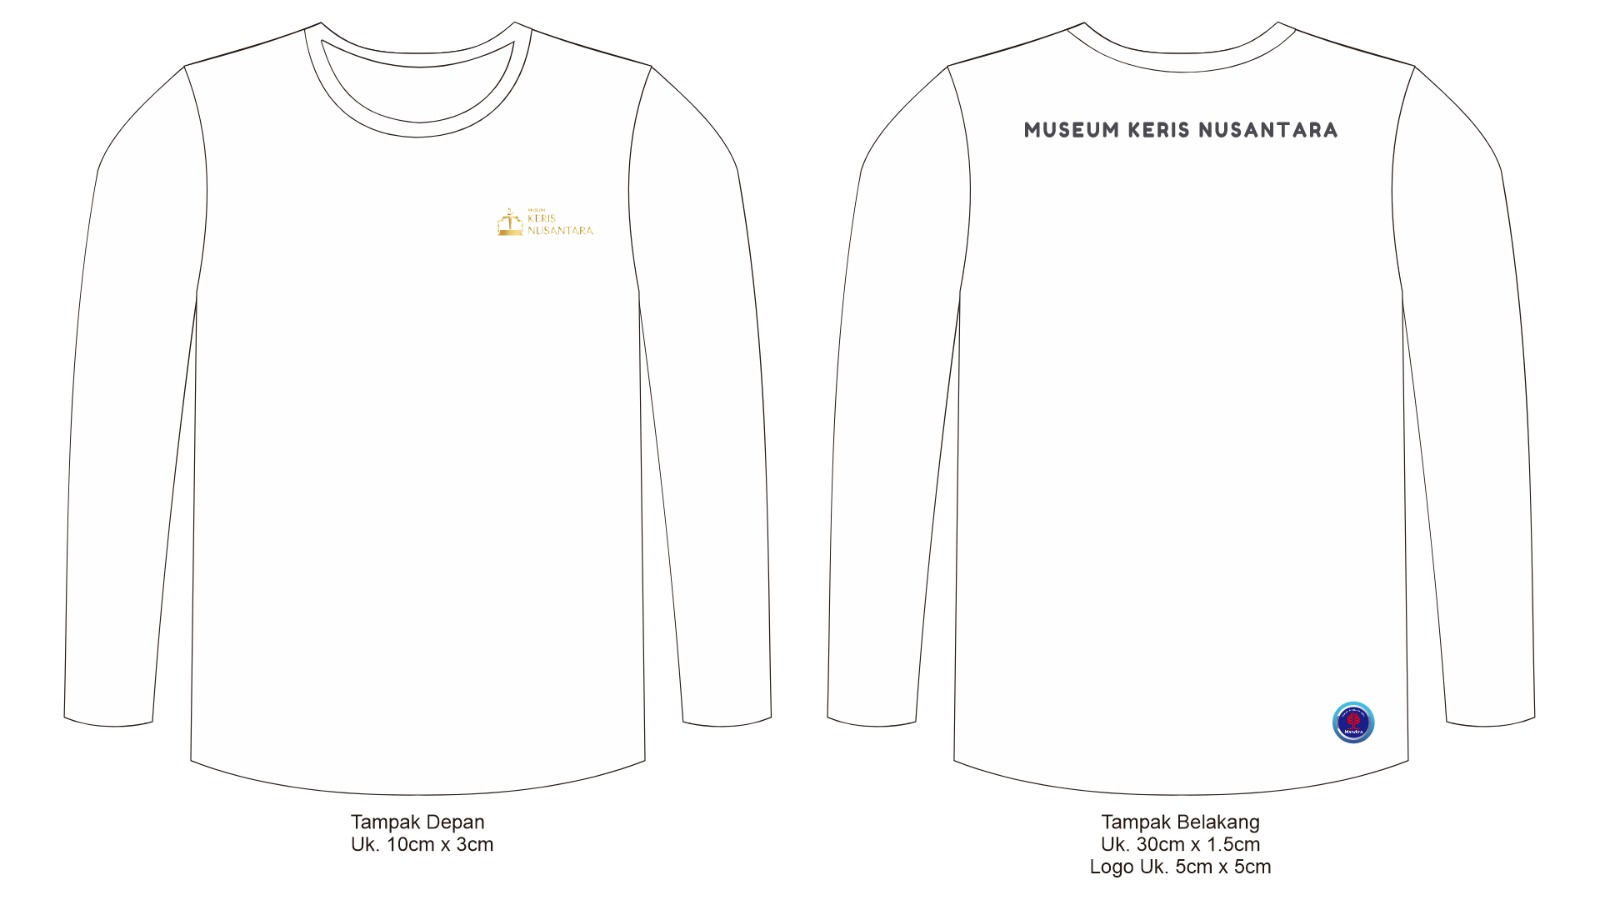 MUSEUM
KERIS
NUSANTARA
MUSEUM KERIS NUSANTARA
Tampak Depan
Uk. 10cm x 3cm
Tampak Belakang
Uk. 30cm x 1.5cm
Logo Uk. 5cm x 5cm